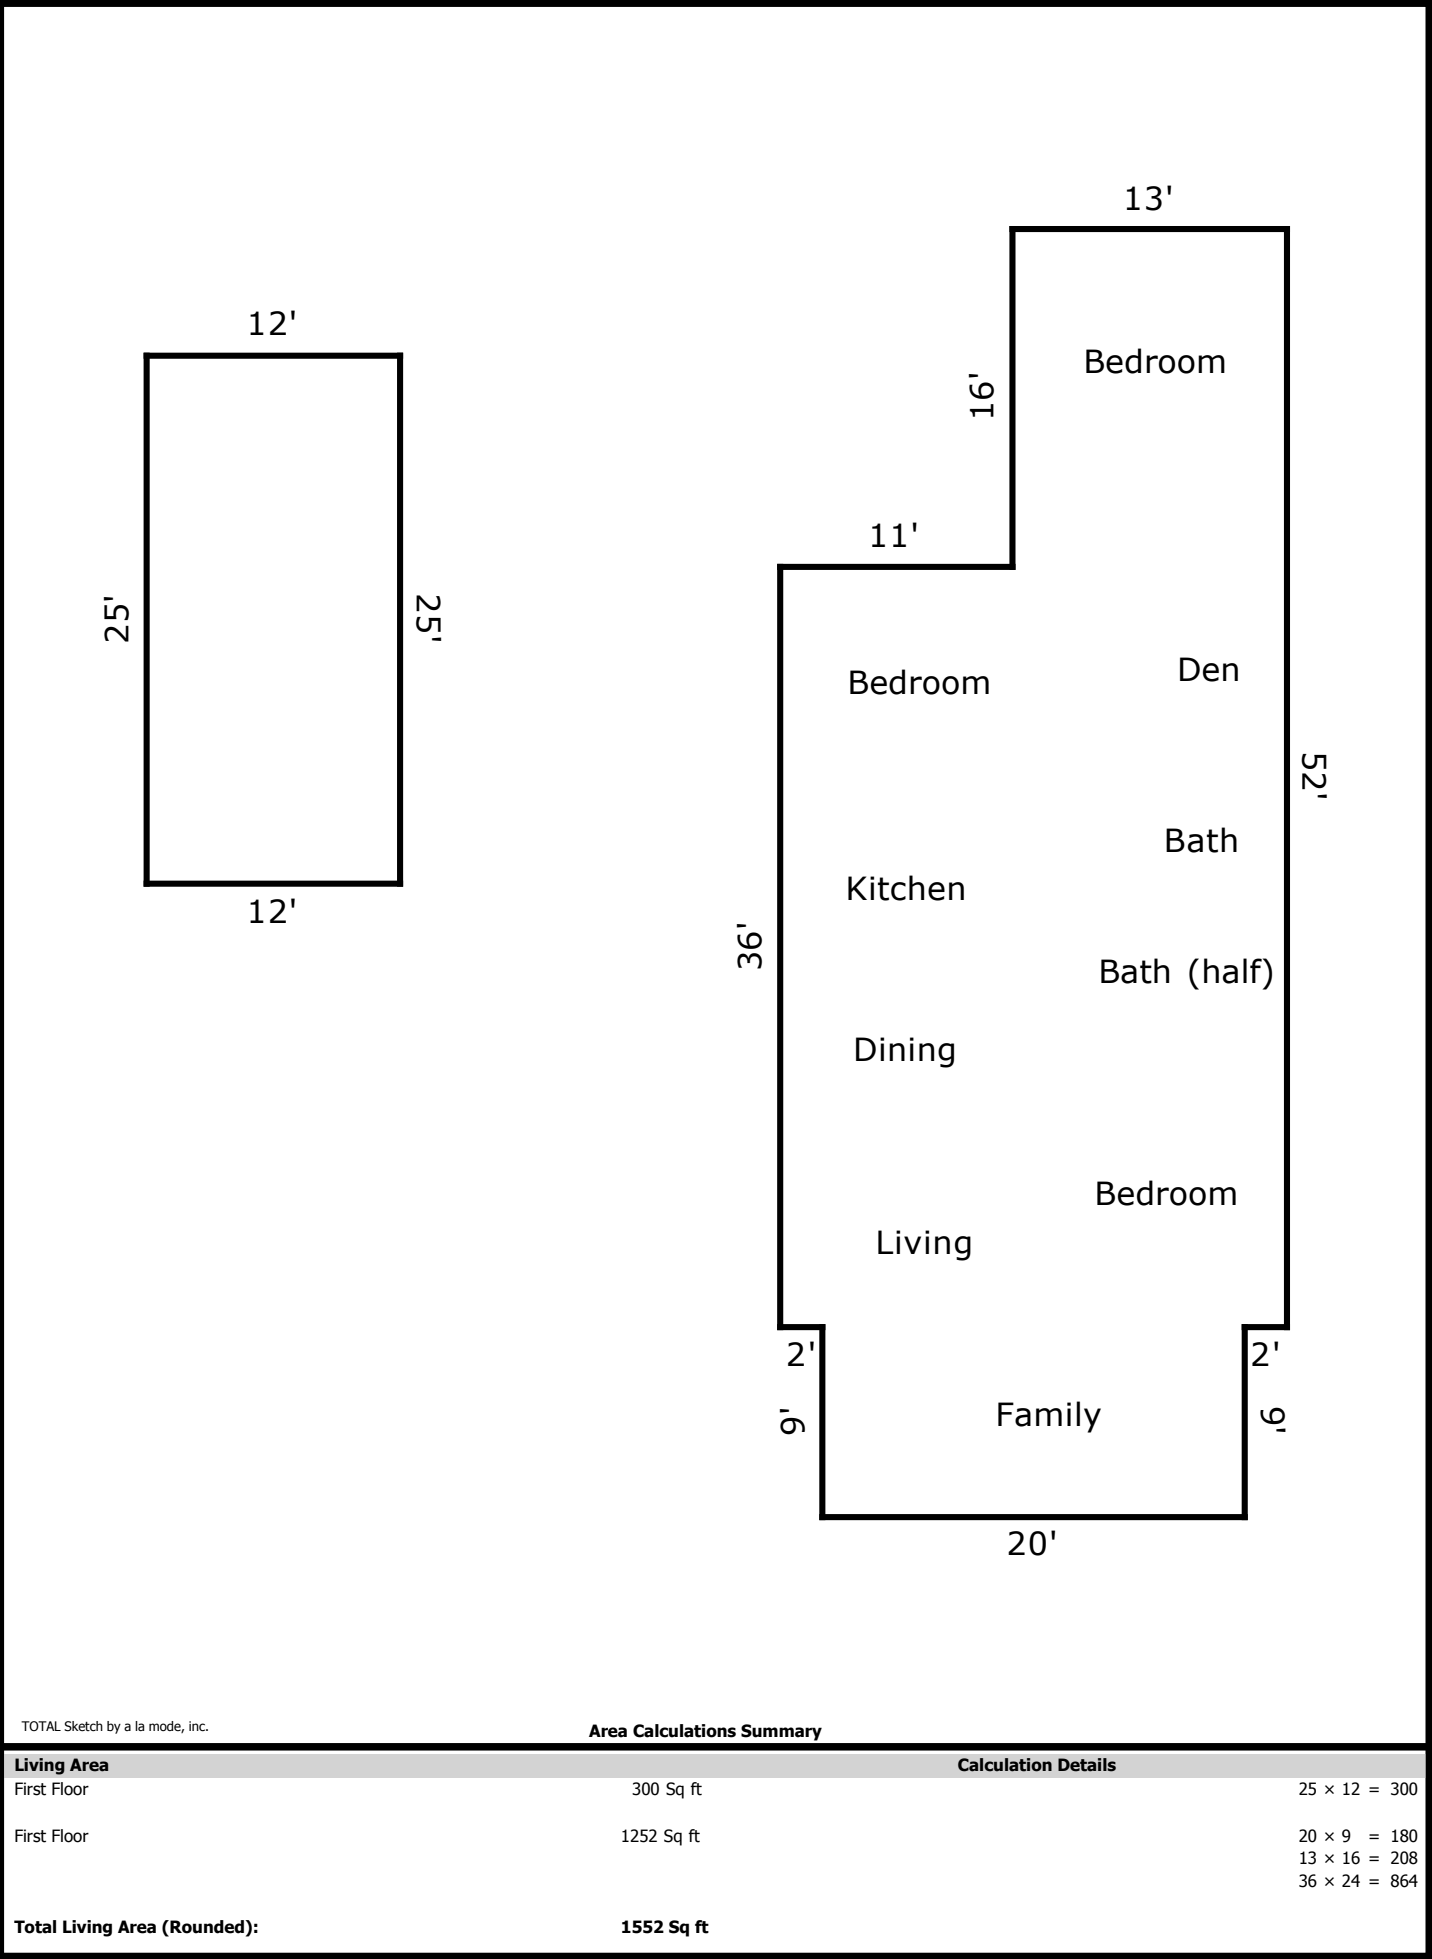 13'
12'
Bedroom
16'
11'
25'
25'
Bedroom
Den
52'
Bath
Kitchen
12'
36'
Bath (half)
Dining
Bedroom
Living
2'
2'
9'
Family
9'
20'
TOTAL Sketch by a la mode, inc.
Area Calculations Summary
Living Area Calculation Details
First Floor 300 Sq ft 25 × 12 = 300
First Floor 1252 Sq ft 20 × 9 = 180
13 × 16 = 208
36 × 24 = 864
Total Living Area (Rounded): 1552 Sq ft